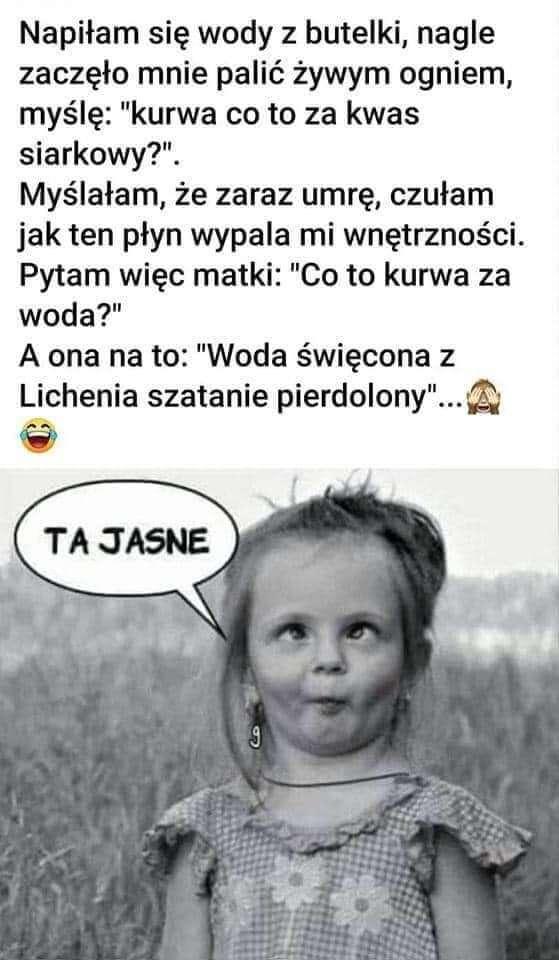 Napiłam się wody z butelki, nagle
zaczęło mnie palić żywym ogniem,
myślę: "kurwa co to za kwas
siarkowy?".
Myślałam, że zaraz umrę, czułam
jak ten płyn wypala mi wnętrzności.
Pytam więc matki: "Co to kurwa za
woda?"
A ona na to: "Woda święcona z
Lichenia szatanie pierdolony"...🙈
😂
TA JASNE